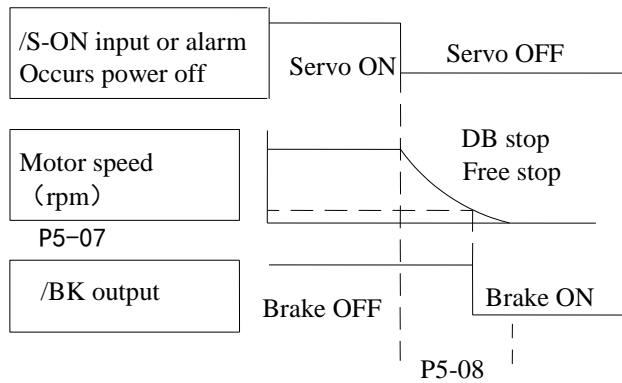 /S-ON input or alarm
Occurs power off
Servo ON
Servo OFF
Motor speed
（rpm）
DB stop
Free stop
P5-07
/BK output
Brake OFF
Brake ON
P5-08